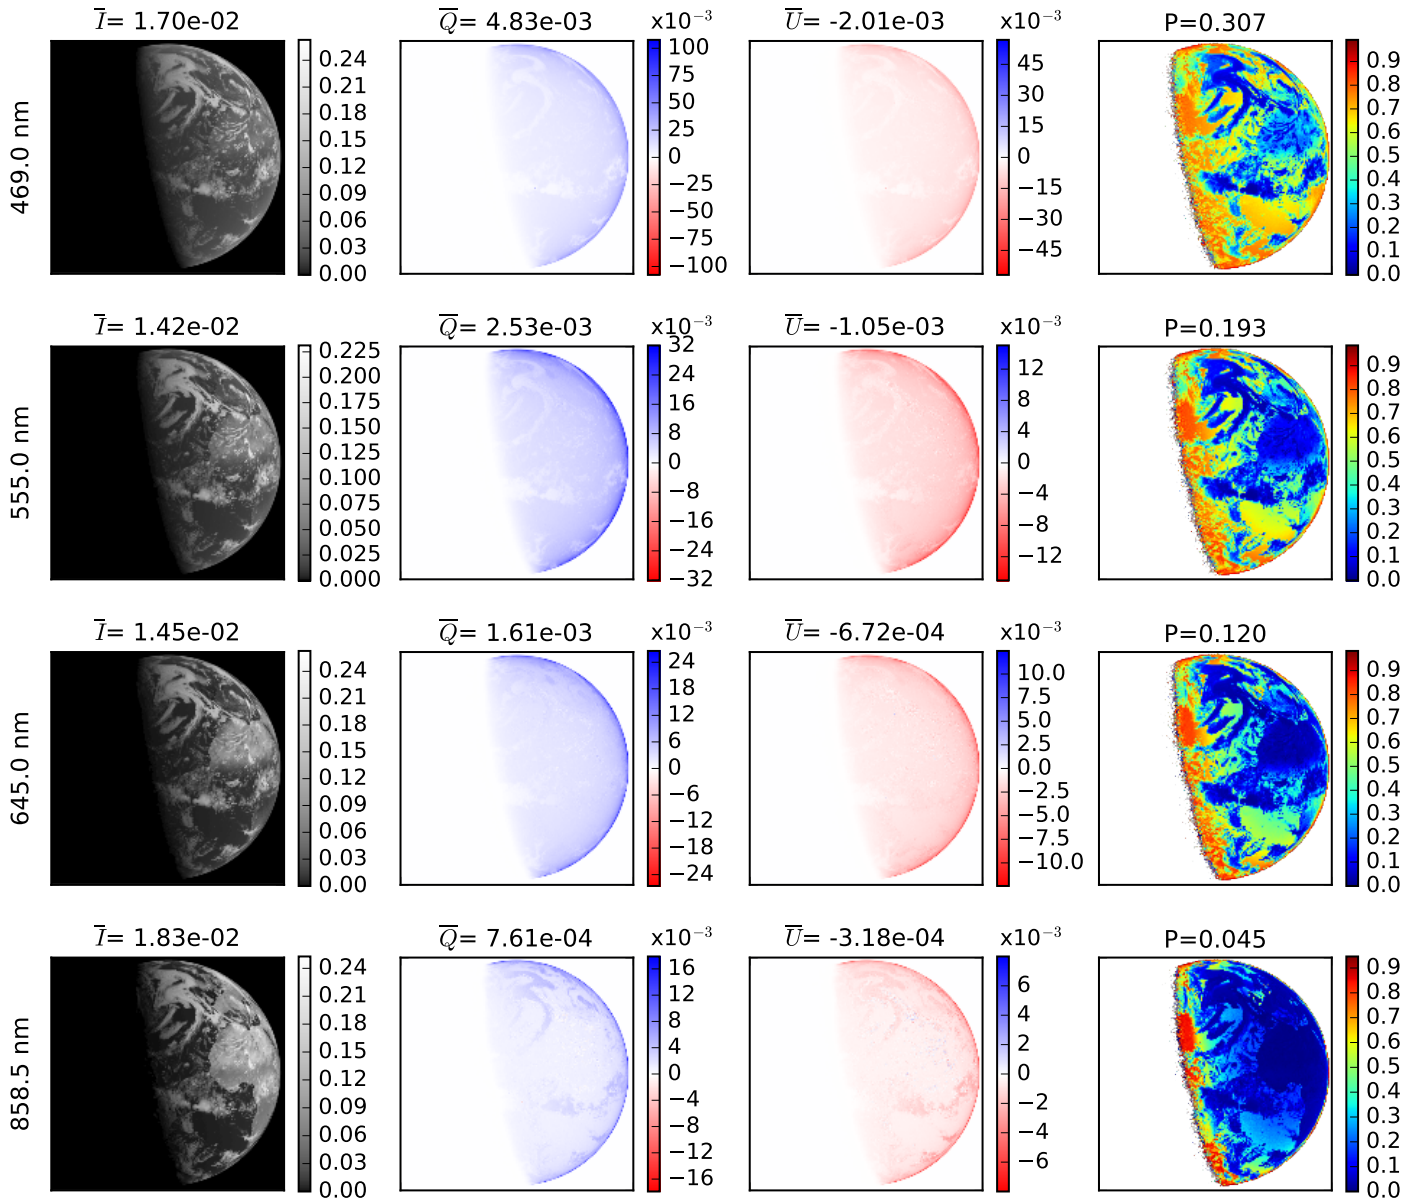 I̅= 1.70e-02 Q̅= 4.83e-03 x10⁻³ U̅= -2.01e-03 x10⁻³ P=0.307
469.0 nm
0.24 0.21 0.18 0.15 0.12 0.09 0.06 0.03 0.00
100 75 50 25 0 −25 −50 −75 −100
45 30 15 0 −15 −30 −45
0.9 0.8 0.7 0.6 0.5 0.4 0.3 0.2 0.1 0.0
I̅= 1.42e-02 Q̅= 2.53e-03 x10⁻³ U̅= -1.05e-03 x10⁻³ P=0.193
555.0 nm
0.225 0.200 0.175 0.150 0.125 0.100 0.075 0.050 0.025 0.000
32 24 16 8 0 −8 −16 −24 −32
12 8 4 0 −4 −8 −12
0.9 0.8 0.7 0.6 0.5 0.4 0.3 0.2 0.1 0.0
I̅= 1.45e-02 Q̅= 1.61e-03 x10⁻³ U̅= -6.72e-04 x10⁻³ P=0.120
645.0 nm
0.24 0.21 0.18 0.15 0.12 0.09 0.06 0.03 0.00
24 18 12 6 0 −6 −12 −18 −24
10.0 7.5 5.0 2.5 0.0 −2.5 −5.0 −7.5 −10.0
0.9 0.8 0.7 0.6 0.5 0.4 0.3 0.2 0.1 0.0
I̅= 1.83e-02 Q̅= 7.61e-04 x10⁻³ U̅= -3.18e-04 x10⁻³ P=0.045
858.5 nm
0.24 0.21 0.18 0.15 0.12 0.09 0.06 0.03 0.00
16 12 8 4 0 −4 −8 −12 −16
6 4 2 0 −2 −4 −6
0.9 0.8 0.7 0.6 0.5 0.4 0.3 0.2 0.1 0.0